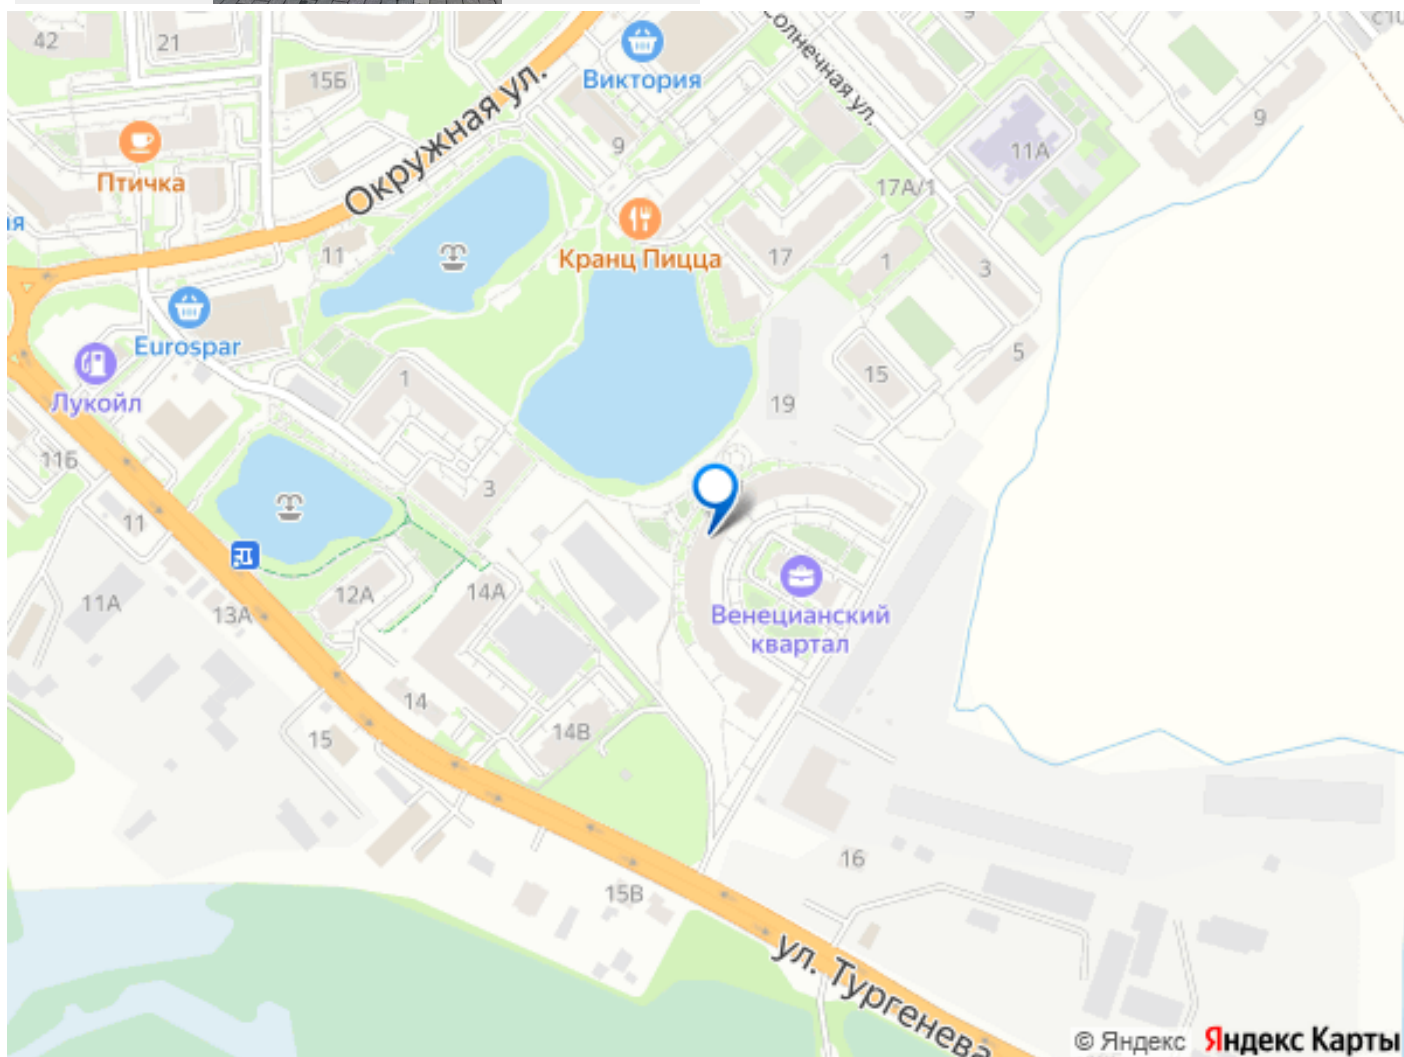 42
21
15Б
Виктория
Солнечная ул.
9
Окружная ул.
9
9
11А
Птичка
17А/1
ая
11
Кранц Пицца
17
1
3
Eurospar
5
Лукойл
1
15
19
11Б
3
11
11А
13А
12А
14А
Венецианский
квартал
14
15
14В
16
15В
ул. Тургенева
© Яндекс
Яндекс Карты